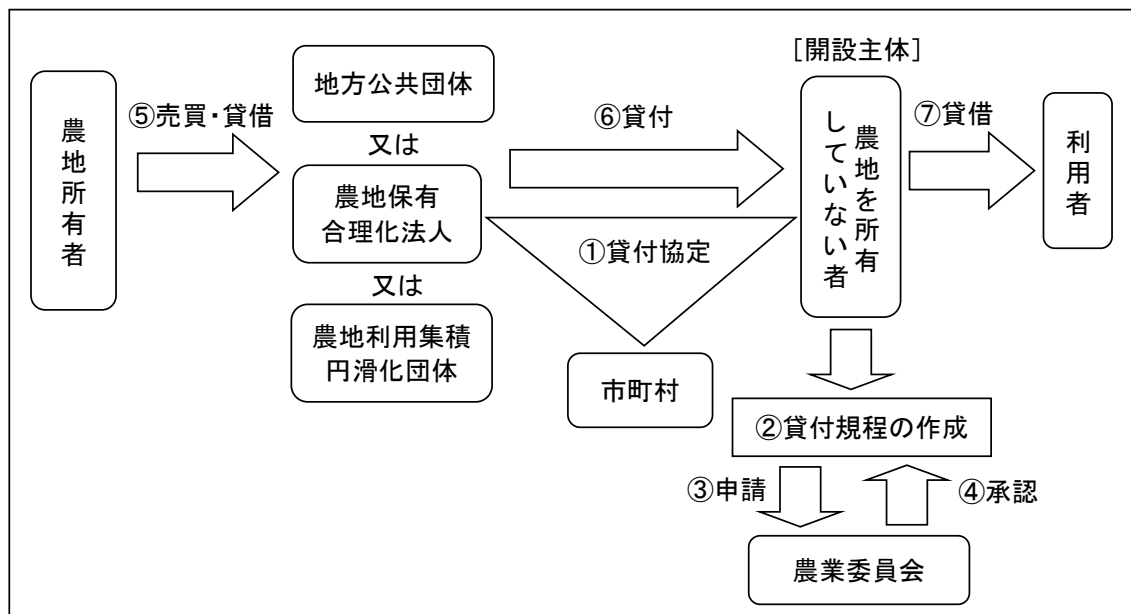 農地所有者
⑤売買・貸借
地方公共団体
又は
農地保有
合理化法人
又は
農地利用集積
円滑化団体
⑥貸付
①貸付協定
市町村
［開設主体］
農地を所有
していない者
⑦貸借
利用者
②貸付規程の作成
③申請
④承認
農業委員会